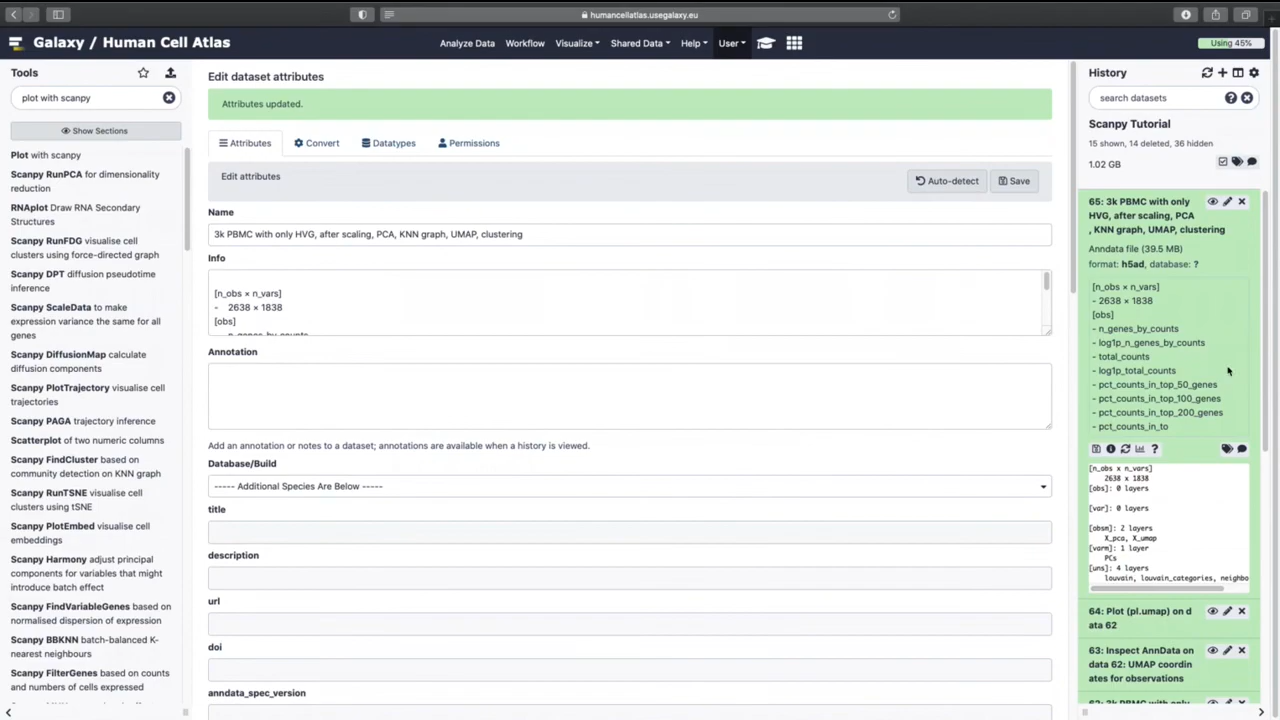 humancellatlas.usegalaxy.eu
Galaxy / Human Cell Atlas
Analyze Data
Workflow
Visualize
Shared Data
Help
User
Using 45%
Tools
plot with scanpy
Show Sections
Plot with scanpy
Scanpy RunPCA for dimensionality
reduction
RNAplot Draw RNA Secondary
Structures
Scanpy RunFDG visualise cell
clusters using force-directed graph
Scanpy DPT diffusion pseudotime
inference
Scanpy ScaleData to make
expression variance the same for all
genes
Scanpy DiffusionMap calculate
diffusion components
Scanpy PlotTrajectory visualise cell
trajectories
Scanpy PAGA trajectory inference
Scatterplot of two numeric columns
Scanpy FindCluster based on
community detection on KNN graph
Scanpy RunTSNE visualise cell
clusters using tSNE
Scanpy PlotEmbed visualise cell
embeddings
Scanpy Harmony adjust principal
components for variables that might
introduce batch effect
Scanpy FindVariableGenes based on
normalised dispersion of expression
Scanpy BBKNN batch-balanced K-
nearest neighbours
Scanpy FilterGenes based on counts
and numbers of cells expressed
Edit dataset attributes
Attributes updated.
Attributes
Convert
Datatypes
Permissions
Edit attributes
Auto-detect
Save
Name
3k PBMC with only HVG, after scaling, PCA, KNN graph, UMAP, clustering
Info
[n_obs × n_vars]
- 2638 × 1838
[obs]
n_genes_by_counts
Annotation
Add an annotation or notes to a dataset; annotations are available when a history is viewed.
Database/Build
----- Additional Species Are Below -----
title
description
url
doi
anndata_spec_version
History
search datasets
Scanpy Tutorial
15 shown, 14 deleted, 36 hidden
1.02 GB
65: 3k PBMC with only
HVG, after scaling, PCA
, KNN graph, UMAP, clustering
Anndata file (39.5 MB)
format: h5ad, database: ?
[n_obs × n_vars]
- 2638 × 1838
[obs]
- n_genes_by_counts
- log1p_n_genes_by_counts
- total_counts
- log1p_total_counts
- pct_counts_in_top_50_genes
- pct_counts_in_top_100_genes
- pct_counts_in_top_200_genes
- pct_counts_in_to
[n_obs x n_vars]
2638 x 1838
[obs]: 0 layers
[var]: 0 layers
[obsm]: 2 layers
X_pca, X_umap
[varm]: 1 layer
PCs
[uns]: 4 layers
louvain, louvain_categories, neighbo
64: Plot (pl.umap) on d
ata 62
63: Inspect AnnData on
data 62: UMAP coordin
ates for observations